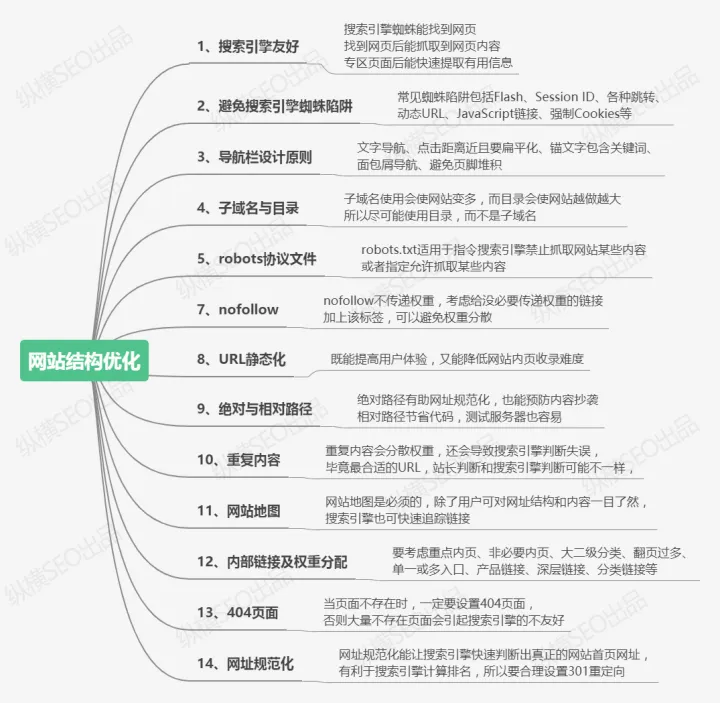 网站结构优化
1、搜索引擎友好
搜索引擎蜘蛛能找到网页
找到网页后能抓取到网页内容
专区页面后能快速提取有用信息
2、避免搜索引擎蜘蛛陷阱
常见蜘蛛陷阱包括Flash、Session ID、各种跳转、
动态URL、JavaScript链接、强制Cookies等
3、导航栏设计原则
文字导航、点击距离近且要扁平化、锚文字包含关键词、
面包屑导航、避免页脚堆积
4、子域名与目录
子域名使用会使网站变多，而目录会使网站越做越大
所以尽可能使用目录，而不是子域名
5、robots协议文件
robots.txt适用于指令搜索引擎禁止抓取网站某些内容
或者指定允许抓取某些内容
7、nofollow
nofollow不传递权重，考虑给没必要传递权重的链接
加上该标签，可以避免权重分散
8、URL静态化
既能提高用户体验，又能降低网站内页收录难度
9、绝对与相对路径
绝对路径有助网址规范化，也能预防内容抄袭
相对路径节省代码，测试服务器也容易
10、重复内容
重复内容会分散权重，还会导致搜索引擎判断失误，
毕竟最合适的URL，站长判断和搜索引擎判断可能不一样，
11、网站地图
网站地图是必须的，除了用户可对网址结构和内容一目了然，
搜索引擎也可快速追踪链接
12、内部链接及权重分配
要考虑重点内页、非必要内页、大二级分类、翻页过多、
单一或多入口、产品链接、深层链接、分类链接等
13、404页面
当页面不存在时，一定要设置404页面，
否则大量不存在页面会引起搜索引擎的不友好
14、网址规范化
网址规范化能让搜索引擎快速判断出真正的网站首页网址，
有利于搜索引擎计算排名，所以要合理设置301重定向
纵横SEO出品